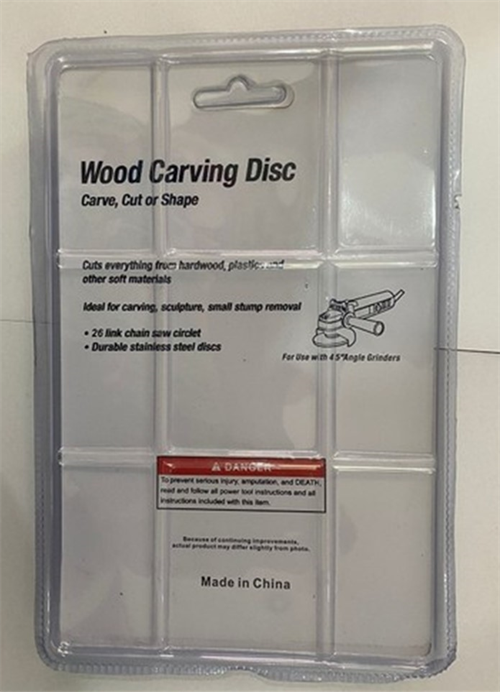 Wood Carving Disc
Carve, Cut or Shape
Cuts everything from hardwood, plastics and
other soft materials
Ideal for carving, sculpture, small stump removal
• 26 link chain saw circlet
• Durable stainless steel discs
For Use with 4.5"Angle Grinders
⚠ DANGER
To prevent serious injury, amputation, and DEATH,
read and follow all power tool instructions and all
instructions included with this item.
Because of continuing improvements,
actual product may differ slightly from photo.
Made in China